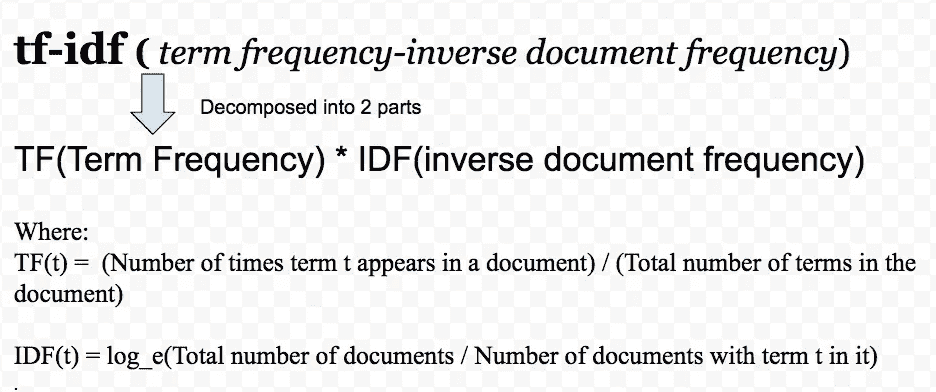 tf-idf ( term frequency-inverse document frequency)
Decomposed into 2 parts
TF(Term Frequency) * IDF(inverse document frequency)
Where:
TF(t) = (Number of times term t appears in a document) / (Total number of terms in the
document)
IDF(t) = log_e(Total number of documents / Number of documents with term t in it)
.